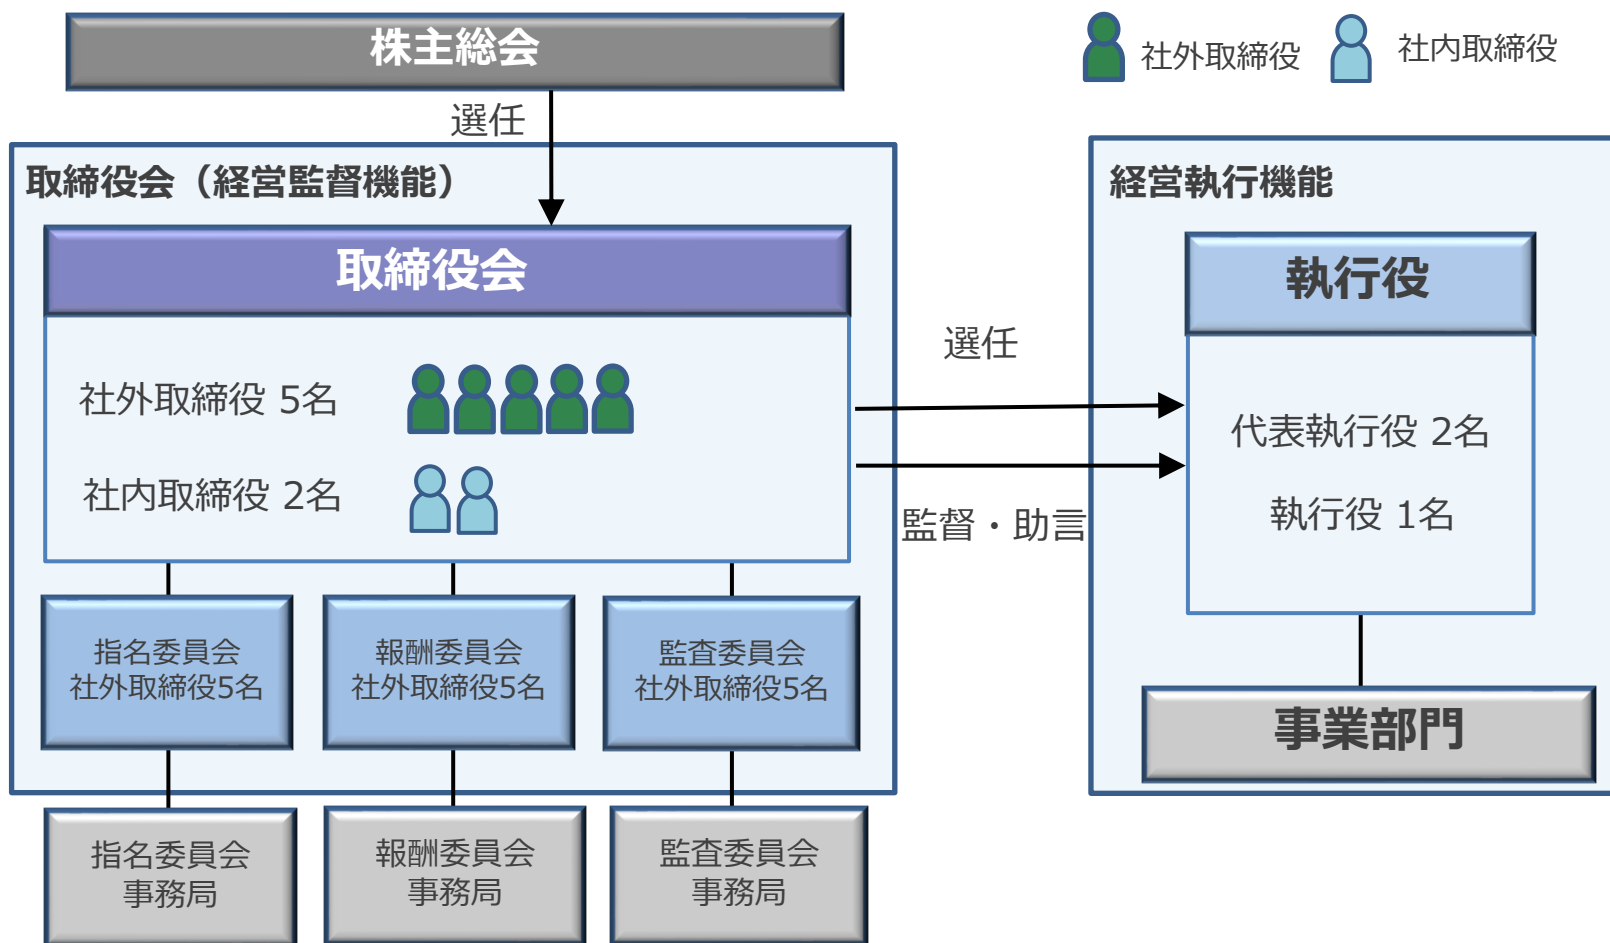 株主総会
社外取締役
社内取締役
選任
取締役会（経営監督機能）
取締役会
社外取締役 5名
社内取締役 2名
指名委員会
社外取締役5名
報酬委員会
社外取締役5名
監査委員会
社外取締役5名
指名委員会
事務局
報酬委員会
事務局
監査委員会
事務局
選任
監督・助言
経営執行機能
執行役
代表執行役 2名
執行役 1名
事業部門